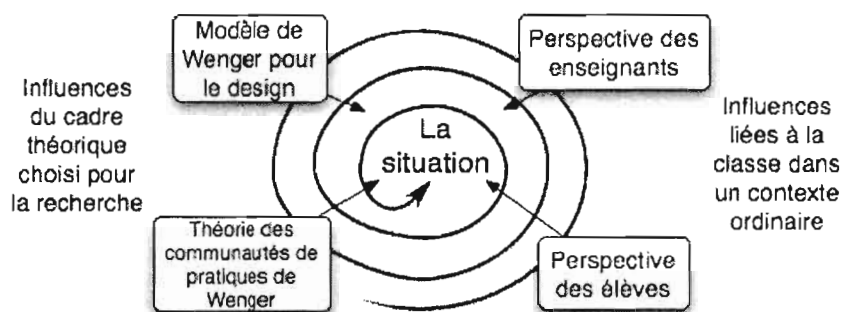 Modèle de
Wenger pour
le design
Perspective des
enseignants
Influences
du cadre
théorique
choisi pour
la recherche
La
situation
Influences
liées à la
classe dans
un contexte
ordinaire
Théorie des
communautés de
pratiques de
Wenger
Perspective
des élèves